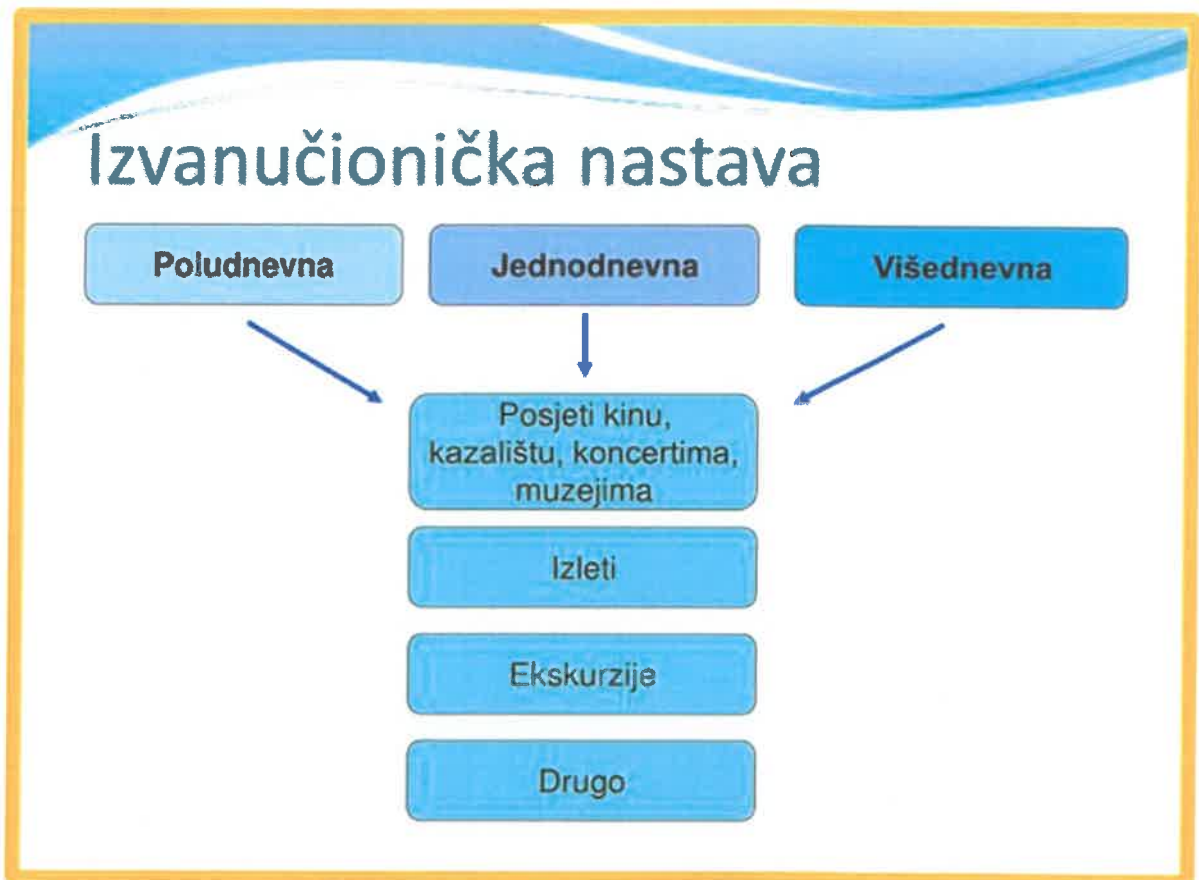 Izvanučionička nastava
Poludnevna
Jednodnevna
Višednevna
Posjeti kinu,
kazalištu, koncertima,
muzejima
Izleti
Ekskurzije
Drugo